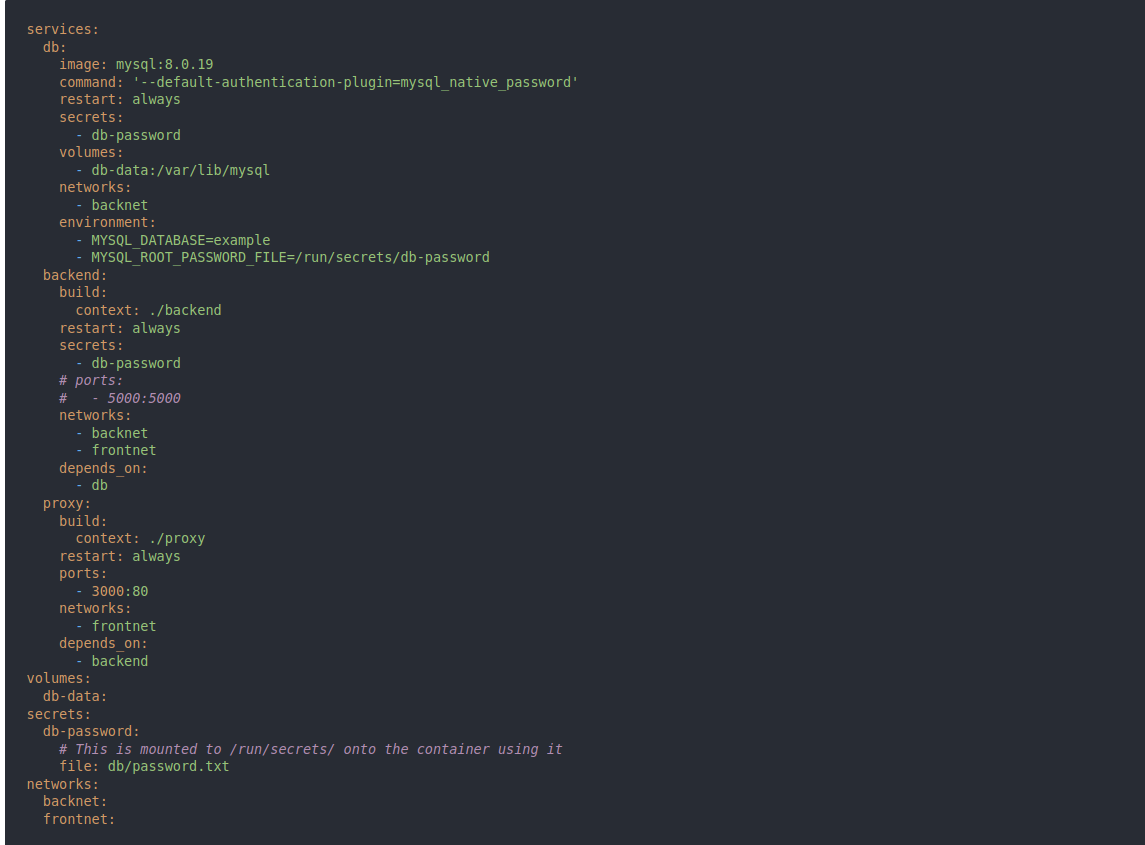 services:
  db:
    image: mysql:8.0.19
    command: '--default-authentication-plugin=mysql_native_password'
    restart: always
    secrets:
      - db-password
    volumes:
      - db-data:/var/lib/mysql
    networks:
      - backnet
    environment:
      - MYSQL_DATABASE=example
      - MYSQL_ROOT_PASSWORD_FILE=/run/secrets/db-password
  backend:
    build:
      context: ./backend
    restart: always
    secrets:
      - db-password
    # ports:
    #   - 5000:5000
    networks:
      - backnet
      - frontnet
    depends_on:
      - db
  proxy:
    build:
      context: ./proxy
    restart: always
    ports:
      - 3000:80
    networks:
      - frontnet
    depends_on:
      - backend
volumes:
  db-data:
secrets:
  db-password:
    # This is mounted to /run/secrets/ onto the container using it
    file: db/password.txt
networks:
  backnet:
  frontnet: